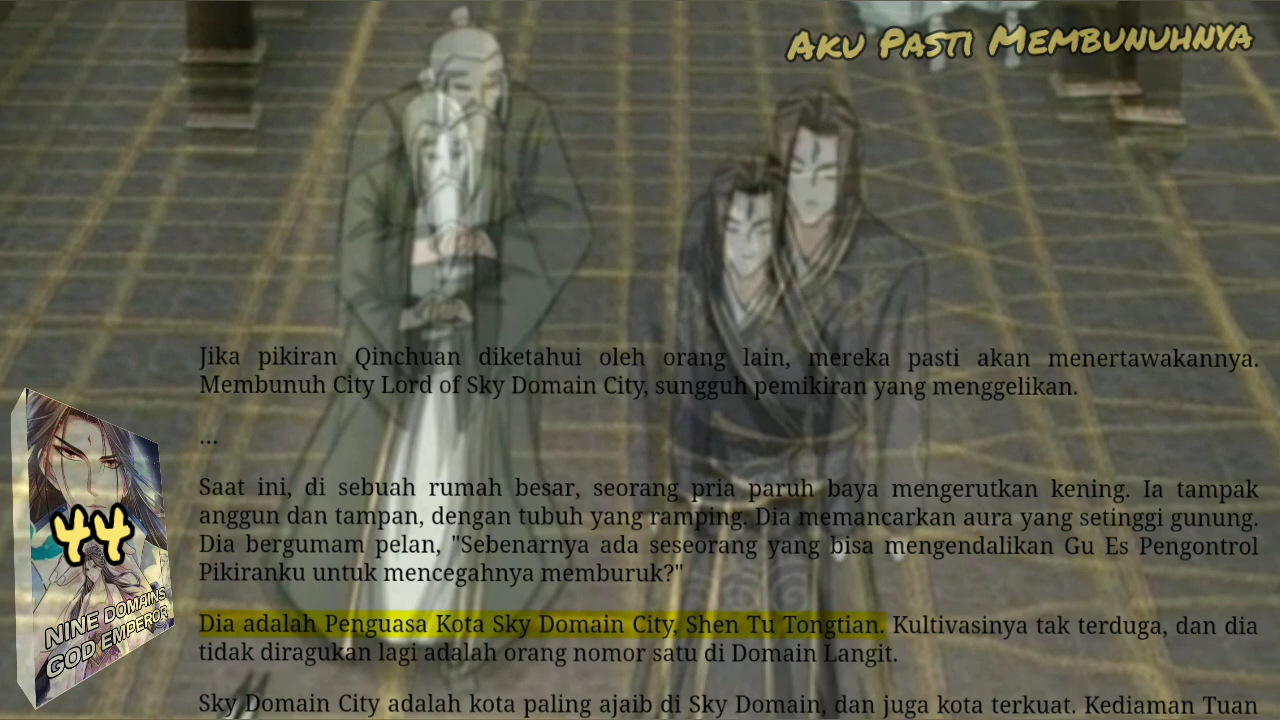 Aku Pasti Membunuhnya
Jika pikiran Qinchuan diketahui oleh orang lain, mereka pasti akan menertawakannya.
Membunuh City Lord of Sky Domain City, sungguh pemikiran yang menggelikan.
...
Saat ini, di sebuah rumah besar, seorang pria paruh baya mengerutkan kening. Ia tampak
anggun dan tampan, dengan tubuh yang ramping. Dia memancarkan aura yang setinggi gunung.
Dia bergumam pelan, "Sebenarnya ada seseorang yang bisa mengendalikan Gu Es Pengontrol
Pikiranku untuk mencegahnya memburuk?"
Dia adalah Penguasa Kota Sky Domain City, Shen Tu Tongtian. Kultivasinya tak terduga, dan dia
tidak diragukan lagi adalah orang nomor satu di Domain Langit.
Sky Domain City adalah kota paling ajaib di Sky Domain, dan juga kota terkuat. Kediaman Tuan
44
NINE DOMAINS
GOD EMPEROR